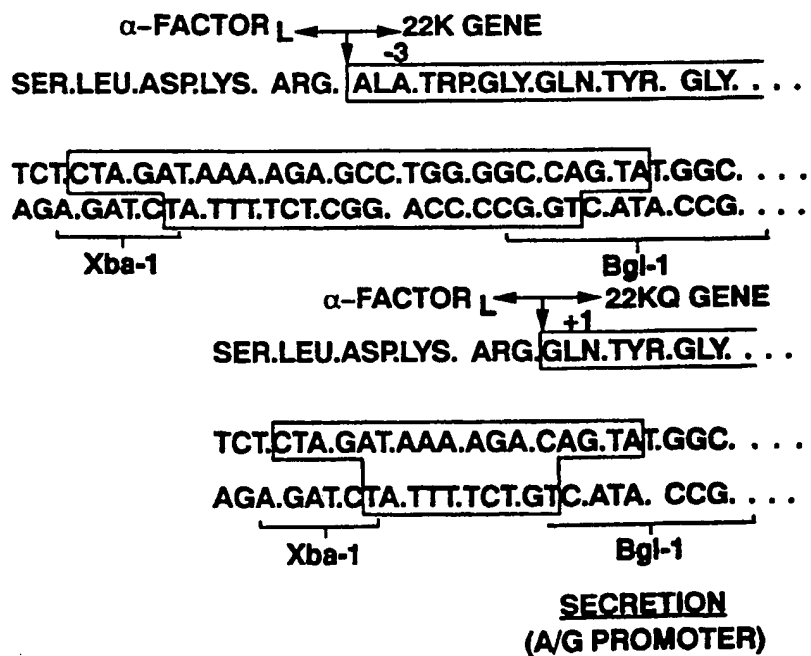 α-FACTOR L 22K GENE
-3
SER.LEU.ASP.LYS. ARG. ALA.TRP.GLY.GLN.TYR. GLY. . . .
TCT.CTA.GAT.AAA.AGA.GCC.TGG.GGC.CAG.TAT.GGC. . . .
AGA.GAT.CTA.TTT.TCT.CGG. ACC.CCG.GTC.ATA.CCG. . . .
Xba-1 Bgl-1
α-FACTOR L 22KQ GENE
+1
SER.LEU.ASP.LYS. ARG.GLN.TYR.GLY. . . .
TCT.CTA.GAT.AAA.AGA.CAG.TAT.GGC. . . .
AGA.GAT.CTA.TTT.TCT.GTC.ATA. CCG. . . .
Xba-1 Bgl-1
SECRETION
(A/G PROMOTER)